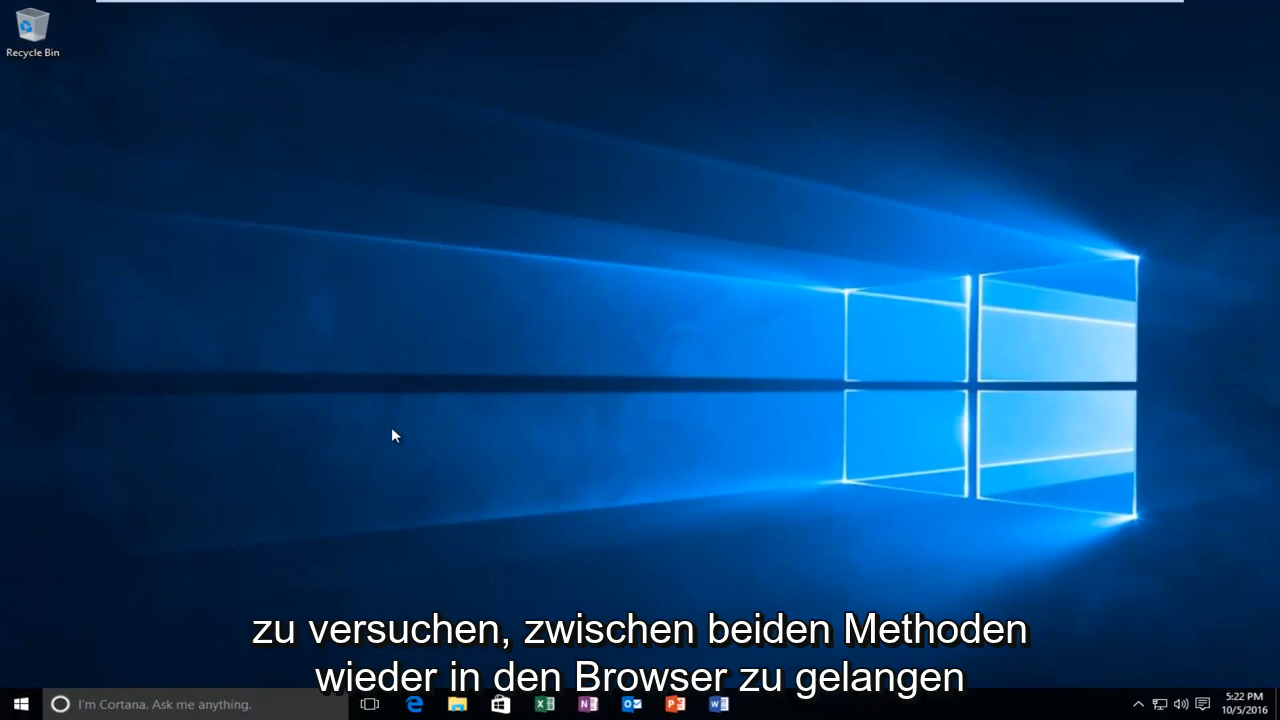 Recycle Bin
zu versuchen, zwischen beiden Methoden
wieder in den Browser zu gelangen
I'm Cortana. Ask me anything.
5:22 PM
10/5/2016